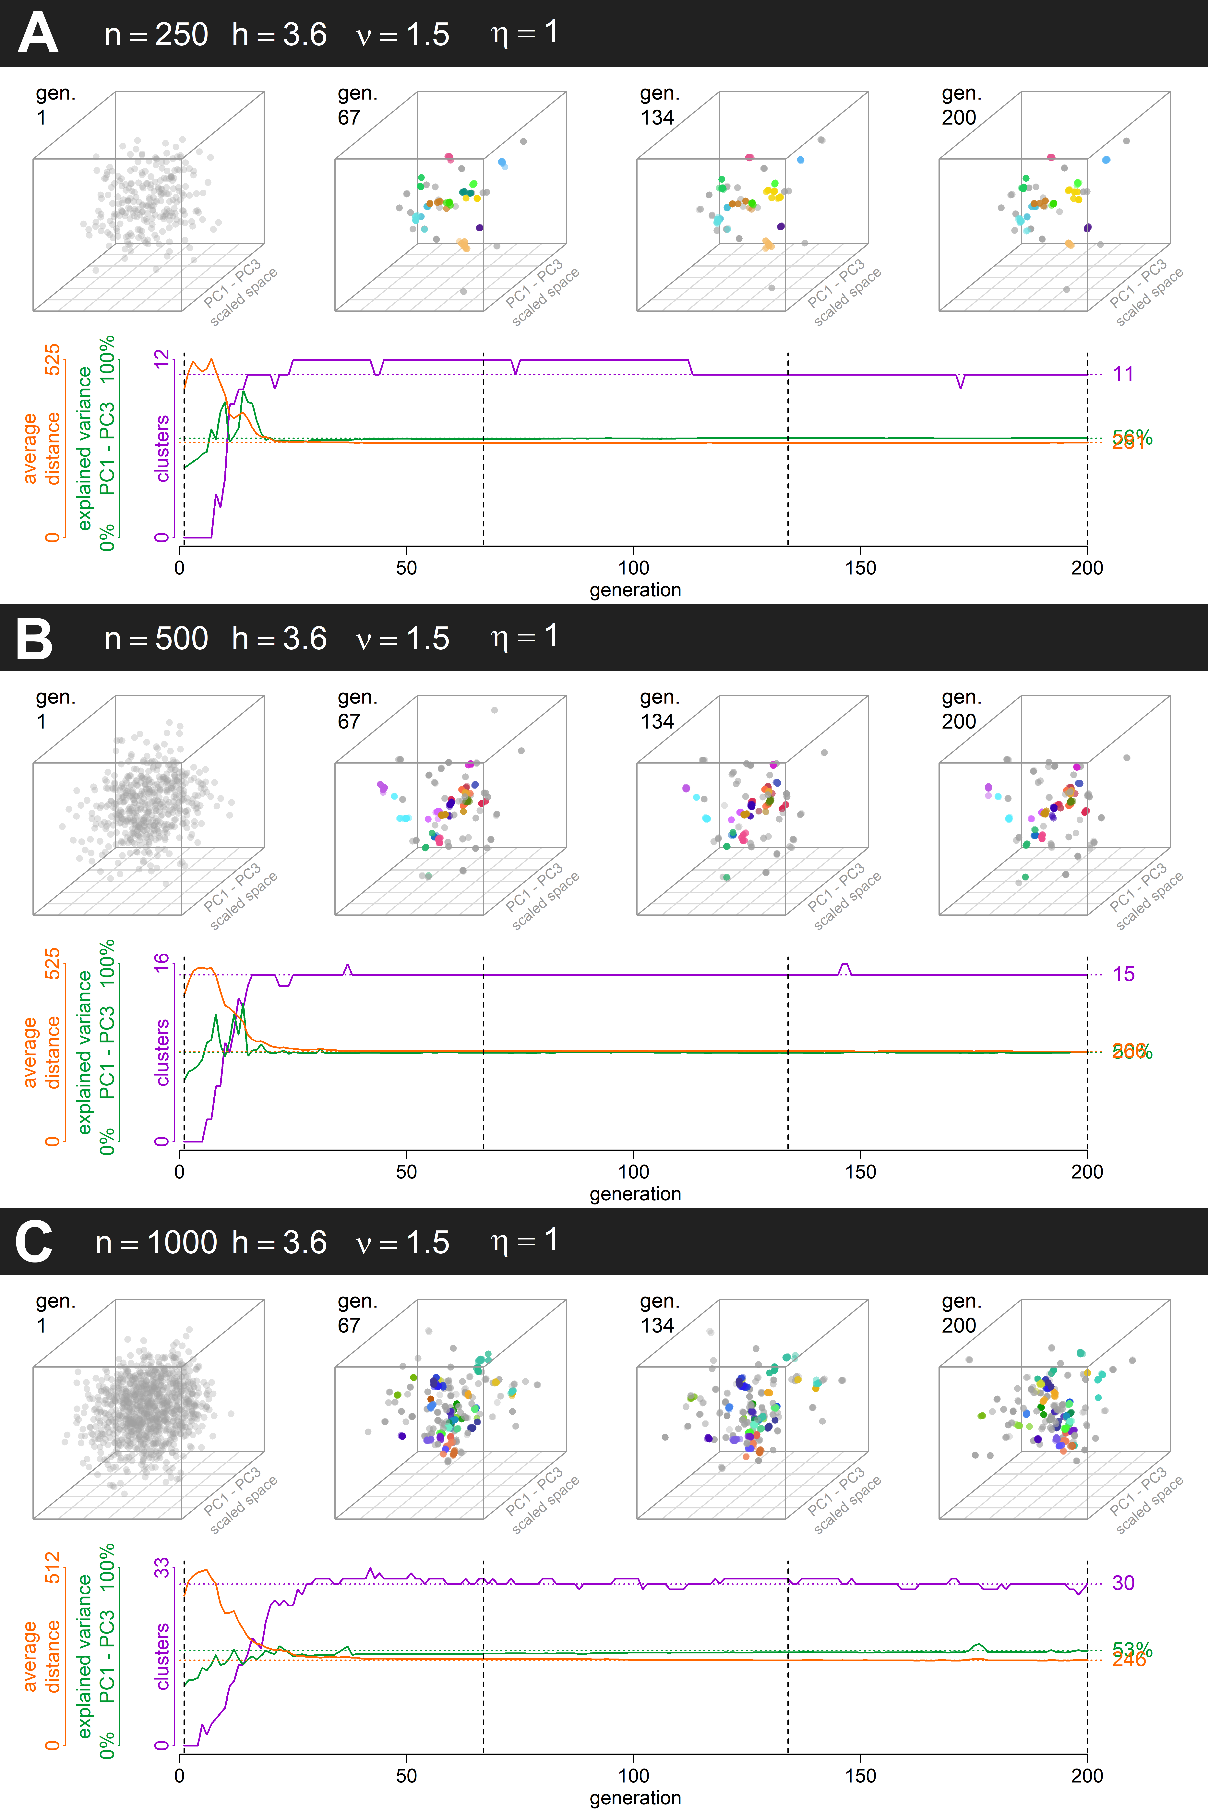 A n = 250 h = 3.6 ν = 1.5 η = 1
gen. 1
gen. 67
gen. 134
gen. 200
PC1 - PC3 scaled space
PC1 - PC3 scaled space
PC1 - PC3 scaled space
PC1 - PC3 scaled space
average distance
0 525
explained variance PC1 - PC3
0% 100%
clusters
0 12
11
0 50 100 150 200
generation
B n = 500 h = 3.6 ν = 1.5 η = 1
gen. 1
gen. 67
gen. 134
gen. 200
PC1 - PC3 scaled space
PC1 - PC3 scaled space
PC1 - PC3 scaled space
PC1 - PC3 scaled space
average distance
0 525
explained variance PC1 - PC3
0% 100%
clusters
0 16
15
0 50 100 150 200
generation
C n = 1000 h = 3.6 ν = 1.5 η = 1
gen. 1
gen. 67
gen. 134
gen. 200
PC1 - PC3 scaled space
PC1 - PC3 scaled space
PC1 - PC3 scaled space
PC1 - PC3 scaled space
average distance
0 512
explained variance PC1 - PC3
0% 100%
clusters
0 33
30
53%
246
0 50 100 150 200
generation